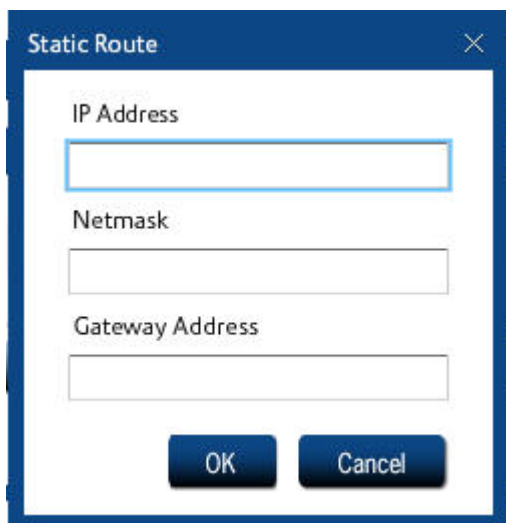 Static Route
IP Address
Netmask
Gateway Address
OK Cancel